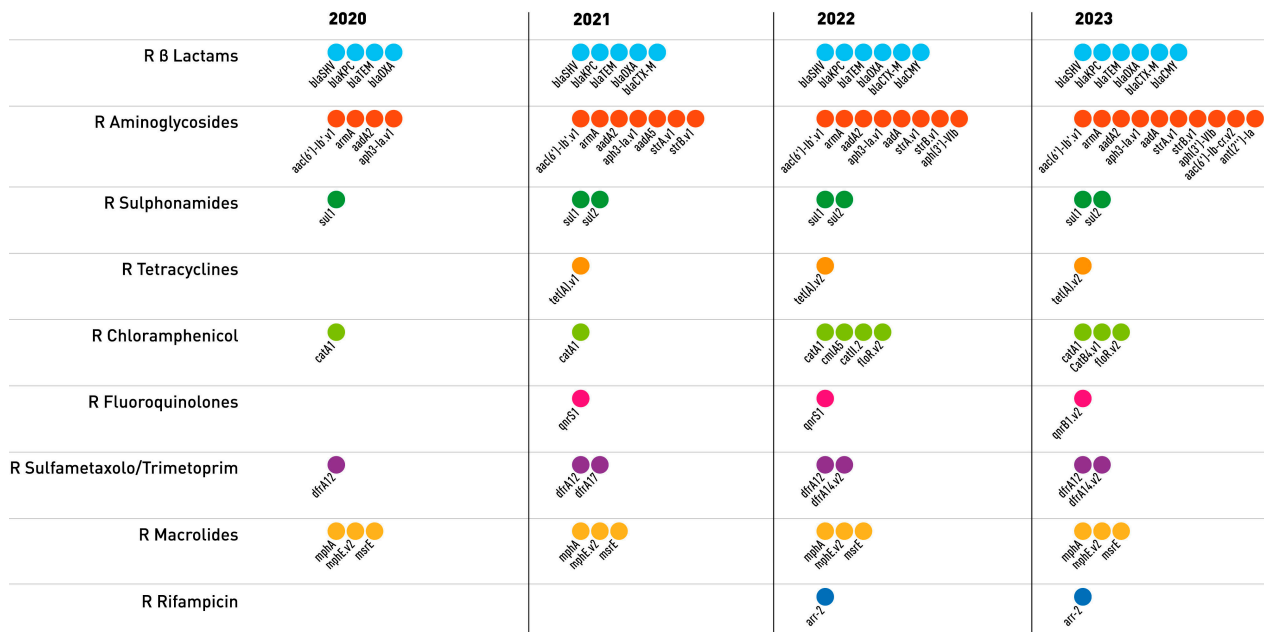 2020 2021 2022 2023
R β Lactams
blaSHV blaKPC blaTEM blaOXA
blaSHV blaKPC blaTEM blaOXA blaCTX-M
blaSHV blaKPC blaTEM blaOXA blaCTX-M blaCMY
blaSHV blaKPC blaTEM blaOXA blaCTX-M blaCMY
R Aminoglycosides
aac(6')-Ib'.v1 armA aadA2 aph3-Ia.v1
aac(6')-Ib'.v1 armA aadA2 aph3-Ia.v1 aadA5 strA.v1 strB.v1
aac(6')-Ib'.v1 armA aadA2 aph3-Ia.v1 aadA strA.v1 strB.v1 aph(3')-VIb
aac(6')-Ib'.v1 armA aadA2 aph3-Ia.v1 aadA strA.v1 strB.v1 aph(3')-VIb aac(6')-Ib-cr.v2 ant(2'')-Ia
R Sulphonamides
sul1
sul1 sul2
sul1 sul2
sul1 sul2
R Tetracyclines
tet(A).v1
tet(A).v2
tet(A).v2
R Chloramphenicol
catA1
catA1
catA1 cmlA5 catII.2 floR.v2
catA1 CatB4.v1 floR.v2
R Fluoroquinolones
qnrS1
qnrS1
qnrB1.v2
R Sulfametaxolo/Trimetoprim
dfrA12
dfrA12 dfrA17
dfrA12 dfrA14.v2
dfrA12 dfrA14.v2
R Macrolides
mphA mphE.v2 msrE
mphA mphE.v2 msrE
mphA mphE.v2 msrE
mphA mphE.v2 msrE
R Rifampicin
arr-2
arr-2